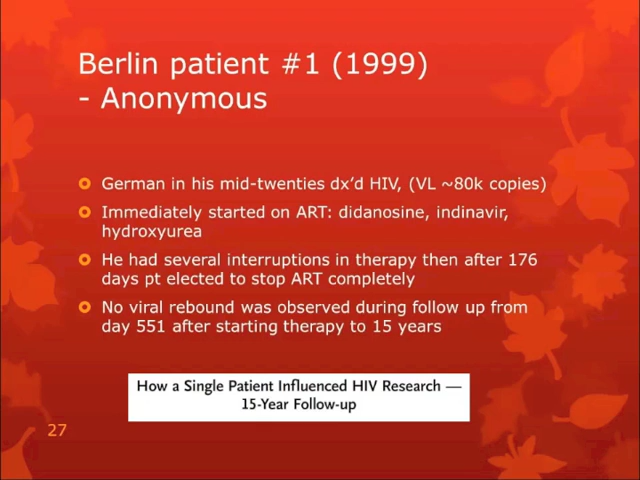 Berlin patient #1 (1999)
- Anonymous
German in his mid-twenties dx'd HIV, (VL ~80k copies)
Immediately started on ART: didanosine, indinavir,
hydroxyurea
He had several interruptions in therapy then after 176
days pt elected to stop ART completely
No viral rebound was observed during follow up from
day 551 after starting therapy to 15 years
How a Single Patient Influenced HIV Research —
15-Year Follow-up
27